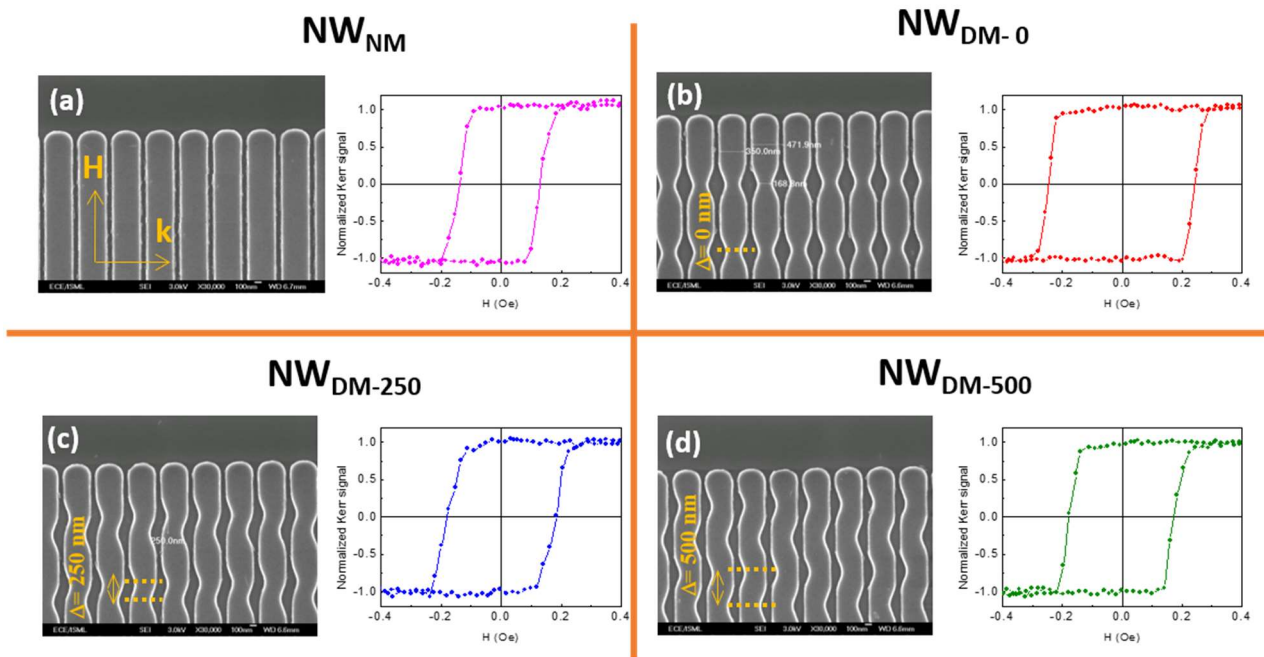 NW_NM
(a)
H
k
ECE/ISML SEI 3.0kV X30,000 100nm WD 6.7mm
Normalized Kerr signal
1.0
0.5
0.0
-0.5
-1.0
-0.4 -0.2 0.0 0.2 0.4
H (Oe)
NW_DM- 0
(b)
471.9nm
350.0nm
168.8nm
Δ= 0 nm
ECE/ISML SEI 3.0kV X30,000 100nm WD 6.6mm
Normalized Kerr signal
1.0
0.5
0.0
-0.5
-1.0
-0.4 -0.2 0.0 0.2 0.4
H (Oe)
NW_DM-250
(c)
250.0nm
Δ= 250 nm
ECE/ISML SEI 3.0kV X30,000 100nm WD 6.6mm
Normalized Kerr signal
1.0
0.5
0.0
-0.5
-1.0
-0.4 -0.2 0.0 0.2 0.4
H (Oe)
NW_DM-500
(d)
Δ= 500 nm
ECE/ISML SEI 3.0kV X30,000 100nm WD 6.6mm
Normalized Kerr signal
1.0
0.5
0.0
-0.5
-1.0
-0.4 -0.2 0.0 0.2 0.4
H (Oe)